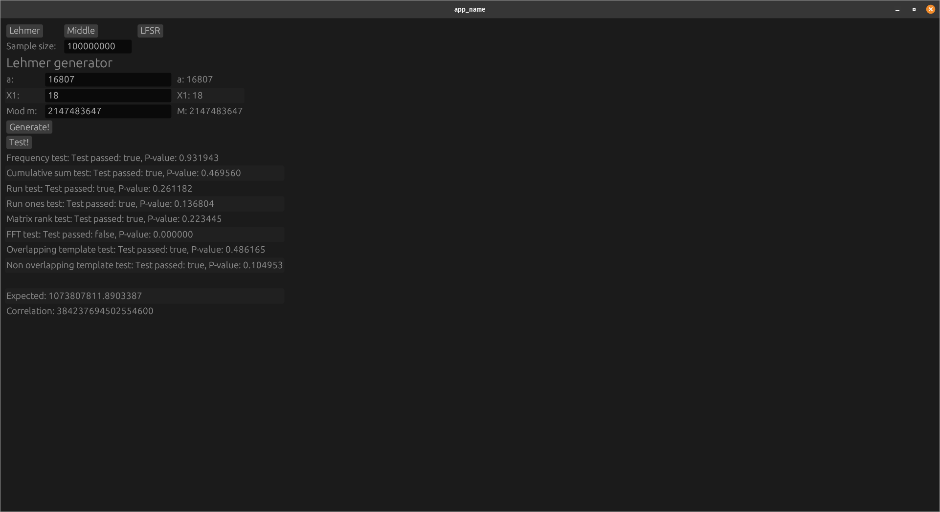 app_name
Lehmer Middle LFSR
Sample size: 100000000
Lehmer generator
a: 16807 a: 16807
X1: 18 X1: 18
Mod m: 2147483647 M: 2147483647
Generate!
Test!
Frequency test: Test passed: true, P-value: 0.931943
Cumulative sum test: Test passed: true, P-value: 0.469560
Run test: Test passed: true, P-value: 0.261182
Run ones test: Test passed: true, P-value: 0.136804
Matrix rank test: Test passed: true, P-value: 0.223445
FFT test: Test passed: false, P-value: 0.000000
Overlapping template test: Test passed: true, P-value: 0.486165
Non overlapping template test: Test passed: true, P-value: 0.104953
Expected: 1073807811.8903387
Correlation: 384237694502554600